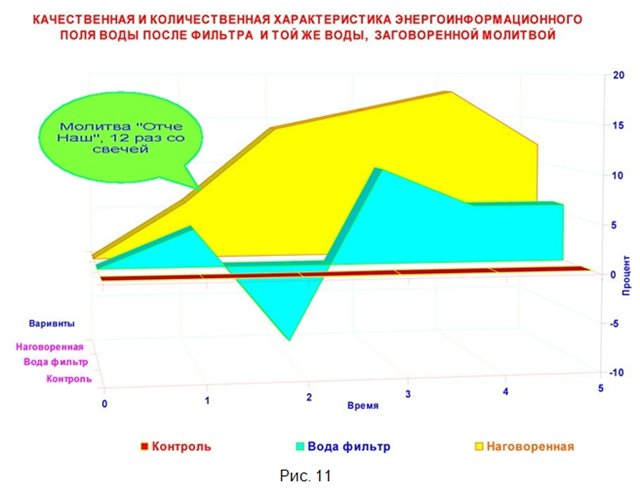 КАЧЕСТВЕННАЯ И КОЛИЧЕСТВЕННАЯ ХАРАКТЕРИСТИКА ЭНЕРГОИНФОРМАЦИОННОГО
ПОЛЯ ВОДЫ ПОСЛЕ ФИЛЬТРА И ТОЙ ЖЕ ВОДЫ, ЗАГОВОРЕННОЙ МОЛИТВОЙ
20
Молитва "Отче
Наш", 12 раз со
свечей
15
10
5
0
Процент
-5
-10
Варивнты
Наговоренная
Вода фильтр
Контроль
0
1
2
3
4
5
Время
Контроль
Вода фильтр
Наговоренная
Рис. 11